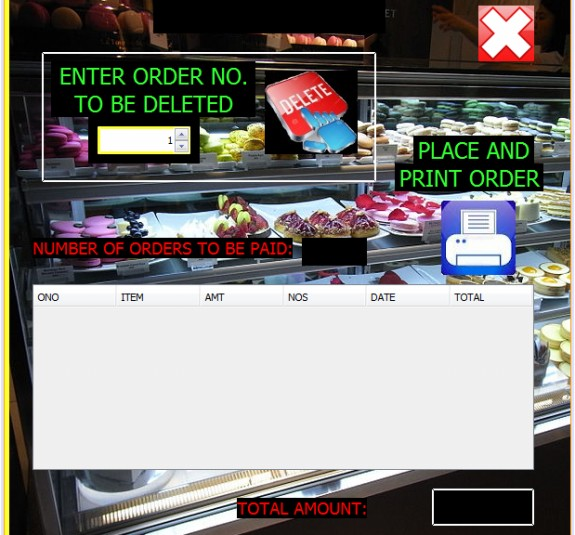 ENTER ORDER NO.
TO BE DELETED
DELETE
1
PLACE AND
PRINT ORDER
NUMBER OF ORDERS TO BE PAID:
ONO ITEM AMT NOS DATE TOTAL
TOTAL AMOUNT: